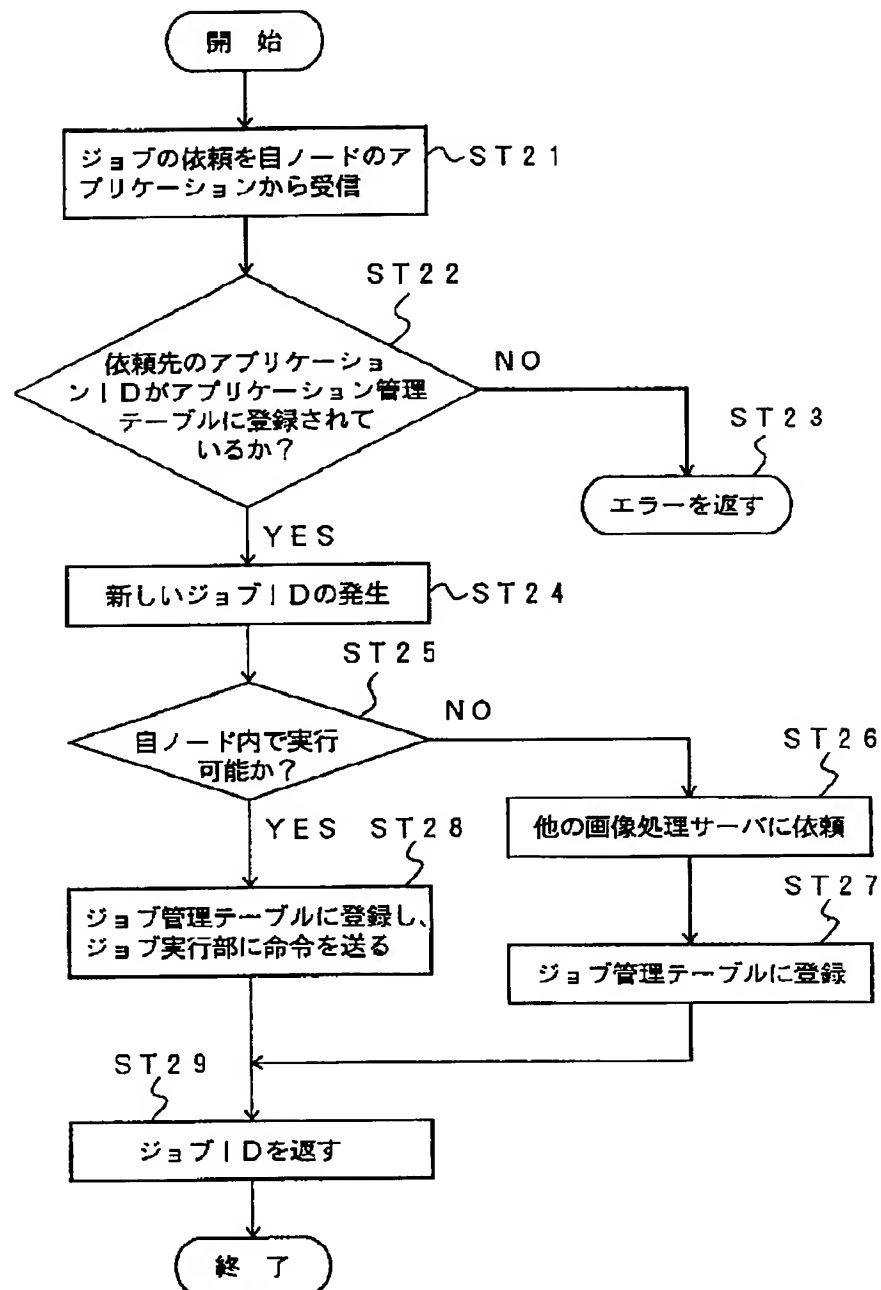 開 始
ジョブの依頼を自ノードのア
プリケーションから受信
ST21
ST22
依頼先のアプリケーショ
ンIDがアプリケーション管理
テーブルに登録されて
いるか?
NO
ST23
エラーを返す
YES
新しいジョブIDの発生
ST24
ST25
自ノード内で実行
可能か?
NO
ST26
他の画像処理サーバに依頼
YES
ST28
ジョブ管理テーブルに登録し、
ジョブ実行部に命令を送る
ST27
ジョブ管理テーブルに登録
ST29
ジョブIDを返す
終 了